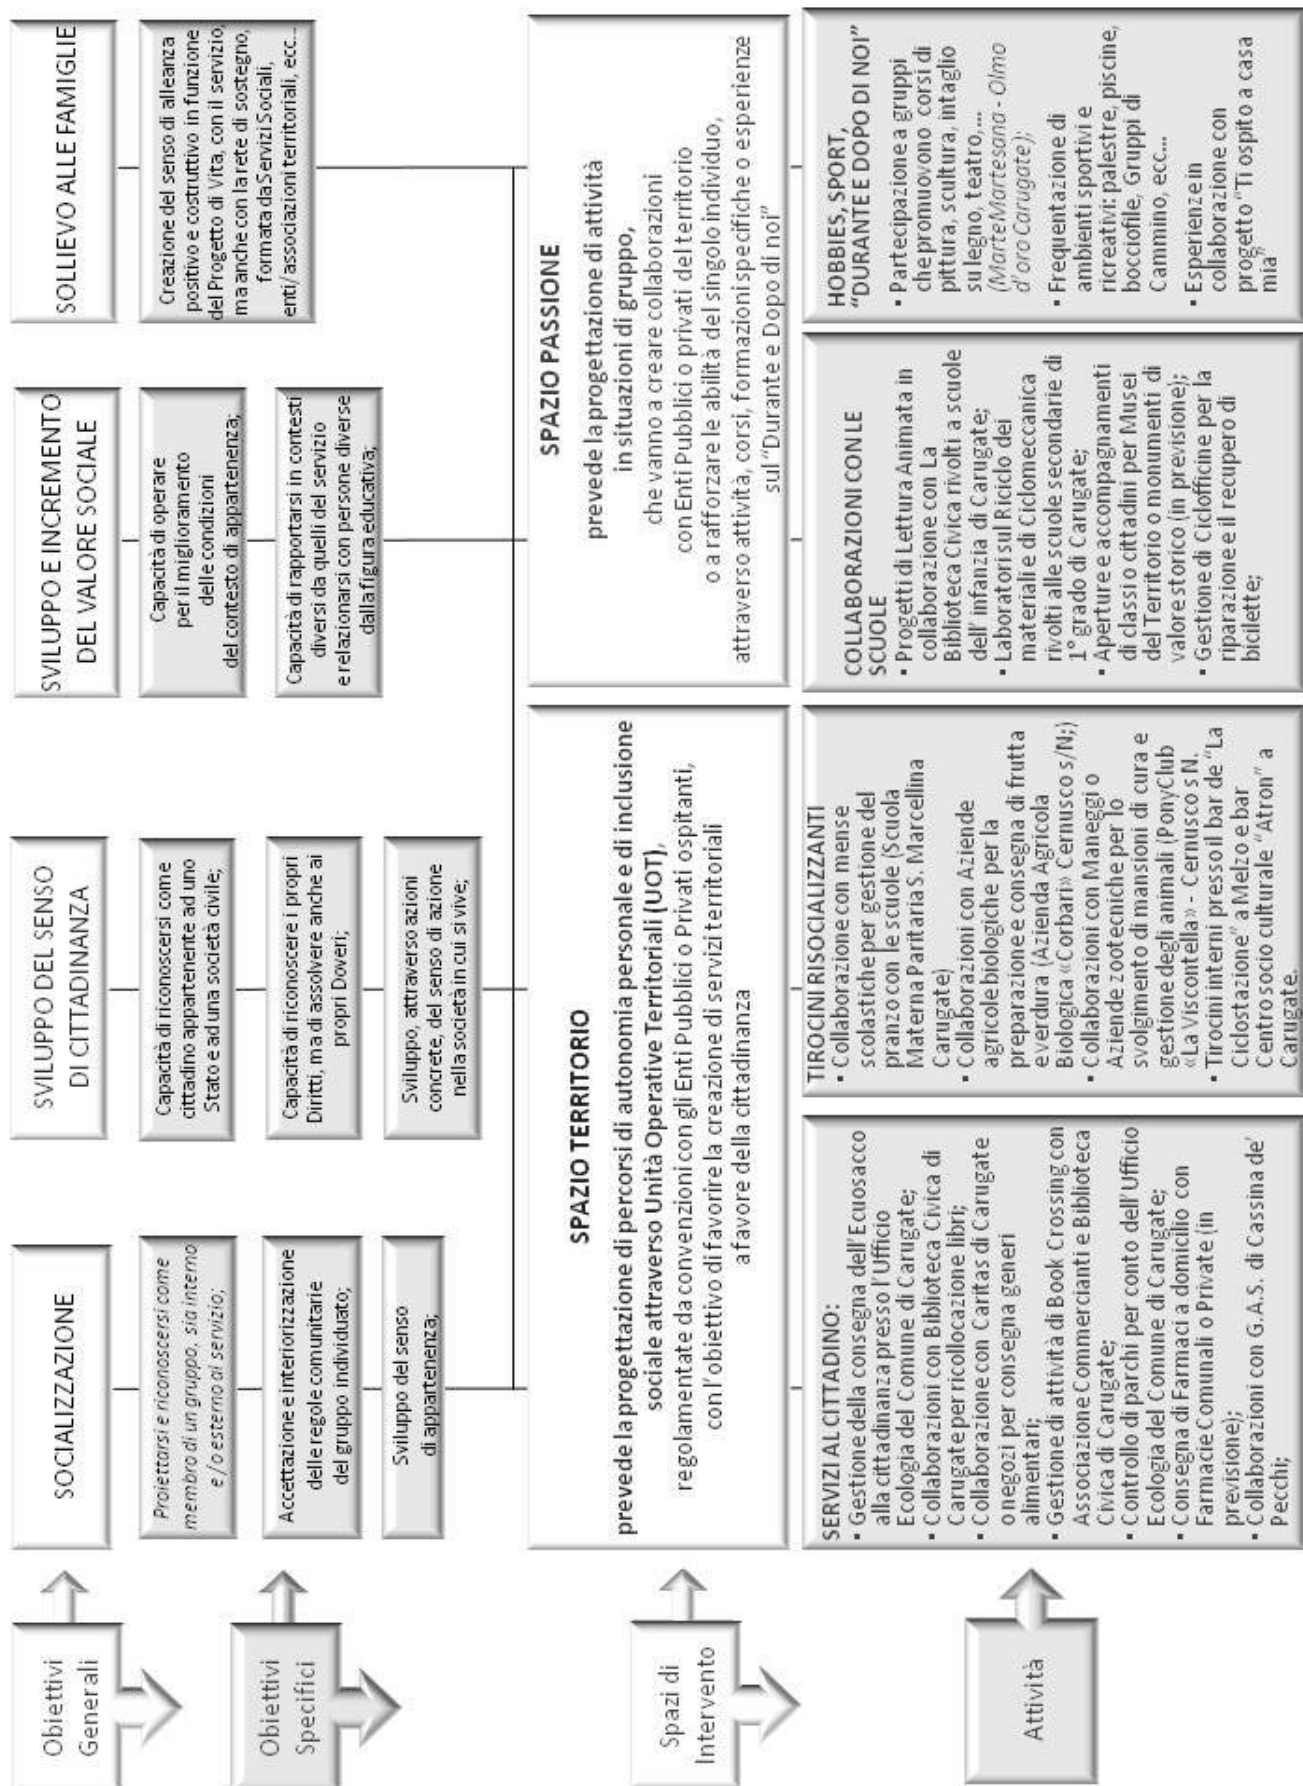 Obiettivi
Generali
SOCIALIZZAZIONE
SVILUPPO DEL SENSO
DI CITTADINANZA
SVILUPPO E INCREMENTO
DEL VALORE SOCIALE
SOLLIEVO ALLE FAMIGLIE
Obiettivi
Specifici
Proiettarsi e riconoscersi come
membro di un gruppo, sia interno
e/o esterno al servizio;
Accettazione e interiorizzazione
delle regole comunitarie
del gruppo individuato;
Sviluppo del senso
di appartenenza;
Capacità di riconoscersi come
cittadino appartenente ad uno
Stato e ad una società civile;
Capacità di riconoscere i propri
Diritti, ma di assolvere anche ai
propri Doveri;
Sviluppo, attraverso azioni
concrete, del senso di azione
nella società in cui si vive;
Capacità di operare
per il miglioramento
delle condizioni
del contesto di appartenenza;
Capacità di rapportarsi in contesti
diversi da quelli del servizio
e relazionarsi con persone diverse
dalla figura educativa;
Creazione del senso di alleanza
positivo e costruttivo in funzione
del Progetto di Vita, con il servizio,
ma anche con la rete di sostegno,
formata da Servizi Sociali,
enti/associazioni territoriali, ecc...
Spazi di
Intervento
SPAZIO TERRITORIO
prevede la progettazione di percorsi di autonomia personale e di inclusione
sociale attraverso Unità Operative Territoriali (UOT),
regolamentate da convenzioni con gli Enti Pubblici o Privati ospitanti,
con l'obiettivo di favorire la creazione di servizi territoriali
a favore della cittadinanza
SPAZIO PASSIONE
prevede la progettazione di attività
in situazioni di gruppo,
che vanno a creare collaborazioni
con Enti Pubblici o privati del territorio
o a rafforzare le abilità del singolo individuo,
attraverso attività, corsi, formazioni specifiche o esperienze
sul "Durante e Dopo di noi"
Attività
SERVIZI AL CITTADINO:
▪ Gestione della consegna dell'Ecuosacco
alla cittadinanza presso l'Ufficio
Ecologia del Comune di Carugate;
▪ Collaborazioni con Biblioteca Civica di
Carugate per ricollocazione libri;
▪ Collaborazione con Caritas di Carugate
o negozi per consegna generi
alimentari;
▪ Gestione di attività di Book Crossing con
Associazione Commercianti e Biblioteca
Civica di Carugate;
▪ Controllo di parchi per conto dell'Ufficio
Ecologia del Comune di Carugate;
▪ Consegna di Farmaci a domicilio con
Farmacie Comunali o Private (in
previsione);
▪ Collaborazioni con G.A.S. di Cassina de'
Pecchi;
TIROCINI RISOCIALIZZANTI
▪ Collaborazione con mense
scolastiche per gestione del
pranzo con le scuole (Scuola
Materna Paritaria S. Marcellina
Carugate)
▪ Collaborazioni con Aziende
agricole biologiche per la
preparazione e consegna di frutta
e verdura (Azienda Agricola
Biologica «Corbari» Cernusco s/N;)
▪ Collaborazioni con Maneggi o
Aziende zootecniche per lo
svolgimento di mansioni di cura e
gestione degli animali (PonyClub
«La Viscontella» - Cernusco s N.
▪ Tirocini interni presso il bar de "La
Ciclostazione" a Melzo e bar
Centro socio culturale "Atron" a
Carugate.
COLLABORAZIONI CON LE
SCUOLE
▪ Progetti di Lettura Animata in
collaborazione con La
Biblioteca Civica rivolti a scuole
dell' infanzia di Carugate;
▪ Laboratori sul Riciclo dei
materiali e di Ciclomeccanica
rivolti alle scuole secondarie di
1° grado di Carugate;
▪ Aperture e accompagnamenti
di classi o cittadini per Musei
del Territorio o monumenti di
valore storico (in previsione);
▪ Gestione di Ciclofficine per la
riparazione e il recupero di
biciclette;
HOBBIES, SPORT,
"DURANTE DOPO DI NOI"
▪ Partecipazione a gruppi
che promuovono corsi di
pittura, scultura, intaglio
su legno, teatro,...
(MarteMartesana - Olmo
d'oro Carugate);
▪ Frequentazione di
ambienti sportivi e
ricreativi: palestre, piscine,
bocciofile, Gruppi di
Cammino, ecc...
▪ Esperienze in
collaborazione con
progetto "Ti ospito a casa
mia"